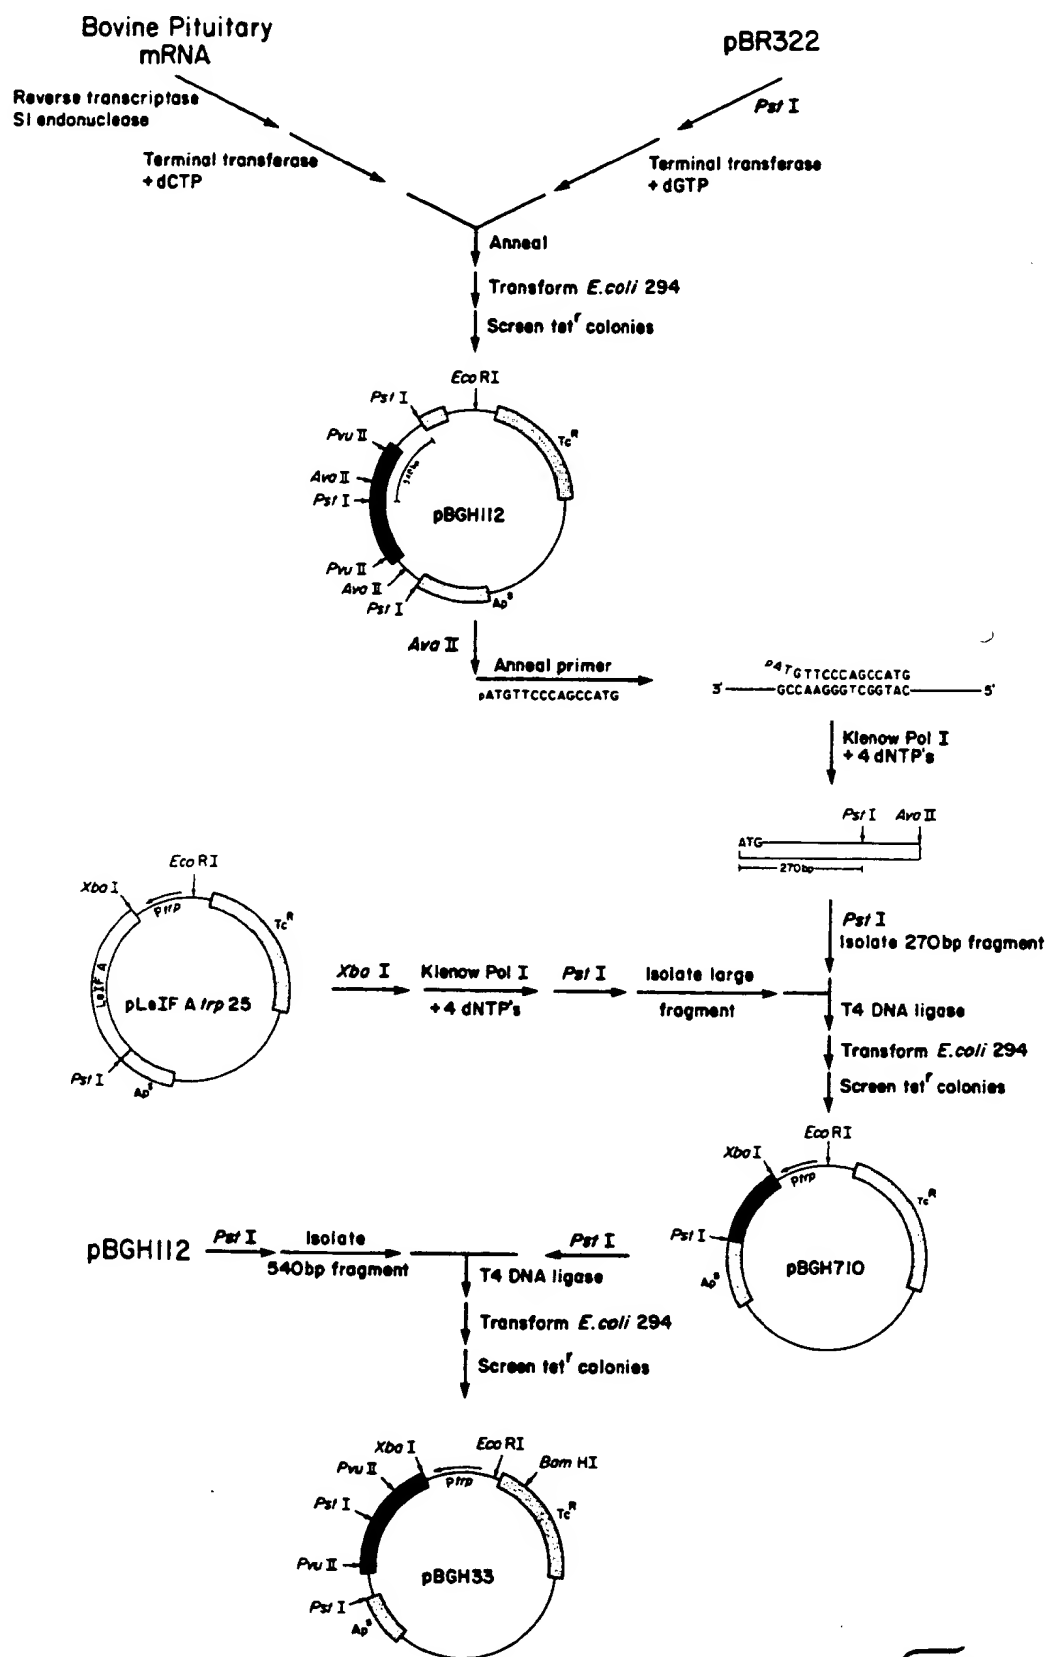 Bovine Pituitary
mRNA
pBR322
Reverse transcriptase
S1 endonuclease
Pst I
Terminal transferase
+dCTP
Terminal transferase
+dGTP
Anneal
Transform E.coli 294
Screen tetʳ colonies
EcoRI
Pst I
Pvu II
Tcᴿ
Ava II
Pst I
pBGH112
Pvu II
Ava II
Pst I
Apˢ
Ava II
Anneal primer
pATGTTCCCAGCCATG
pATGTTCCCAGCCATG
3' GCCAAGGGTCGGTAC 5'
Klenow Pol I
+4dNTP's
Pst I Ava II
ATG
270bp
EcoRI
Xba I
Ptrp
TcR
LeIF A
pLeIF A trp 25
Pst I
Apˢ
Xba I
Klenow Pol I
+4dNTP's
Pst I
Isolate large
fragment
Pst I
Isolate 270bp fragment
T4 DNA ligase
Transform E.coli 294
Screen tetʳ colonies
EcoRI
Xba I
Ptrp
TcR
Pst I
Apˢ
pBGH710
pBGH112
Pst I
Isolate
540bp fragment
Pst I
T4 DNA ligase
Transform E.coli 294
Screen tetʳ colonies
Xba I
EcoRI
Bam HI
Pvu II
Ptrp
Pst I
Tcᴿ
Pvu II
pBGH33
Pst I
Apˢ